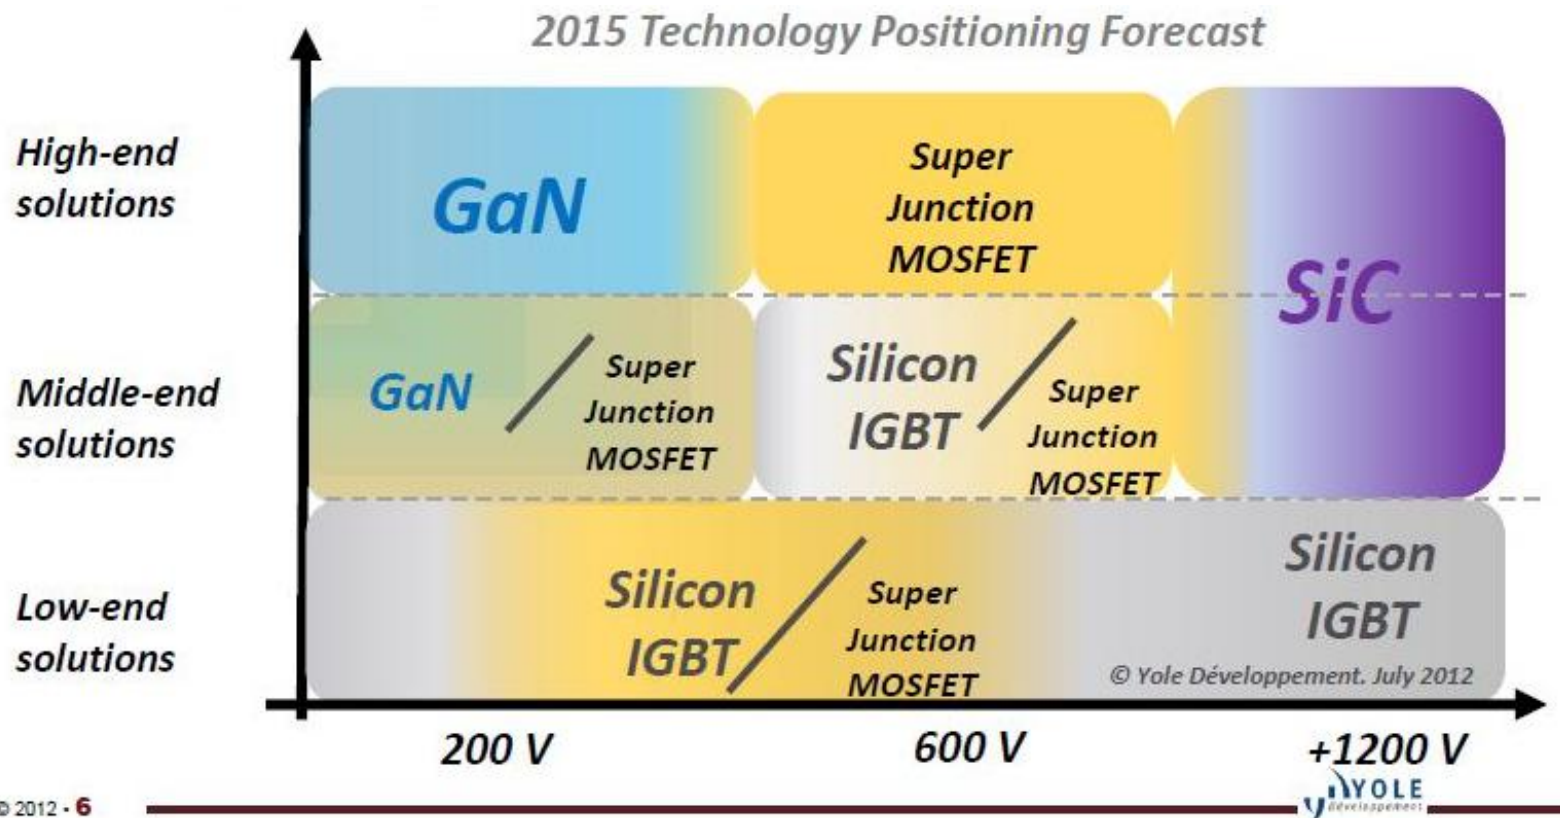 2015 Technology Positioning Forecast
High-end
solutions
GaN
Super
Junction
MOSFET
SiC
Middle-end
solutions
GaN
Super
Junction
MOSFET
Silicon
IGBT
Super
Junction
MOSFET
Low-end
solutions
Silicon
IGBT
Super
Junction
MOSFET
Silicon
IGBT
© Yole Développement. July 2012
200 V
600 V
+1200 V
© 2012 - 6
YOLE
Développement